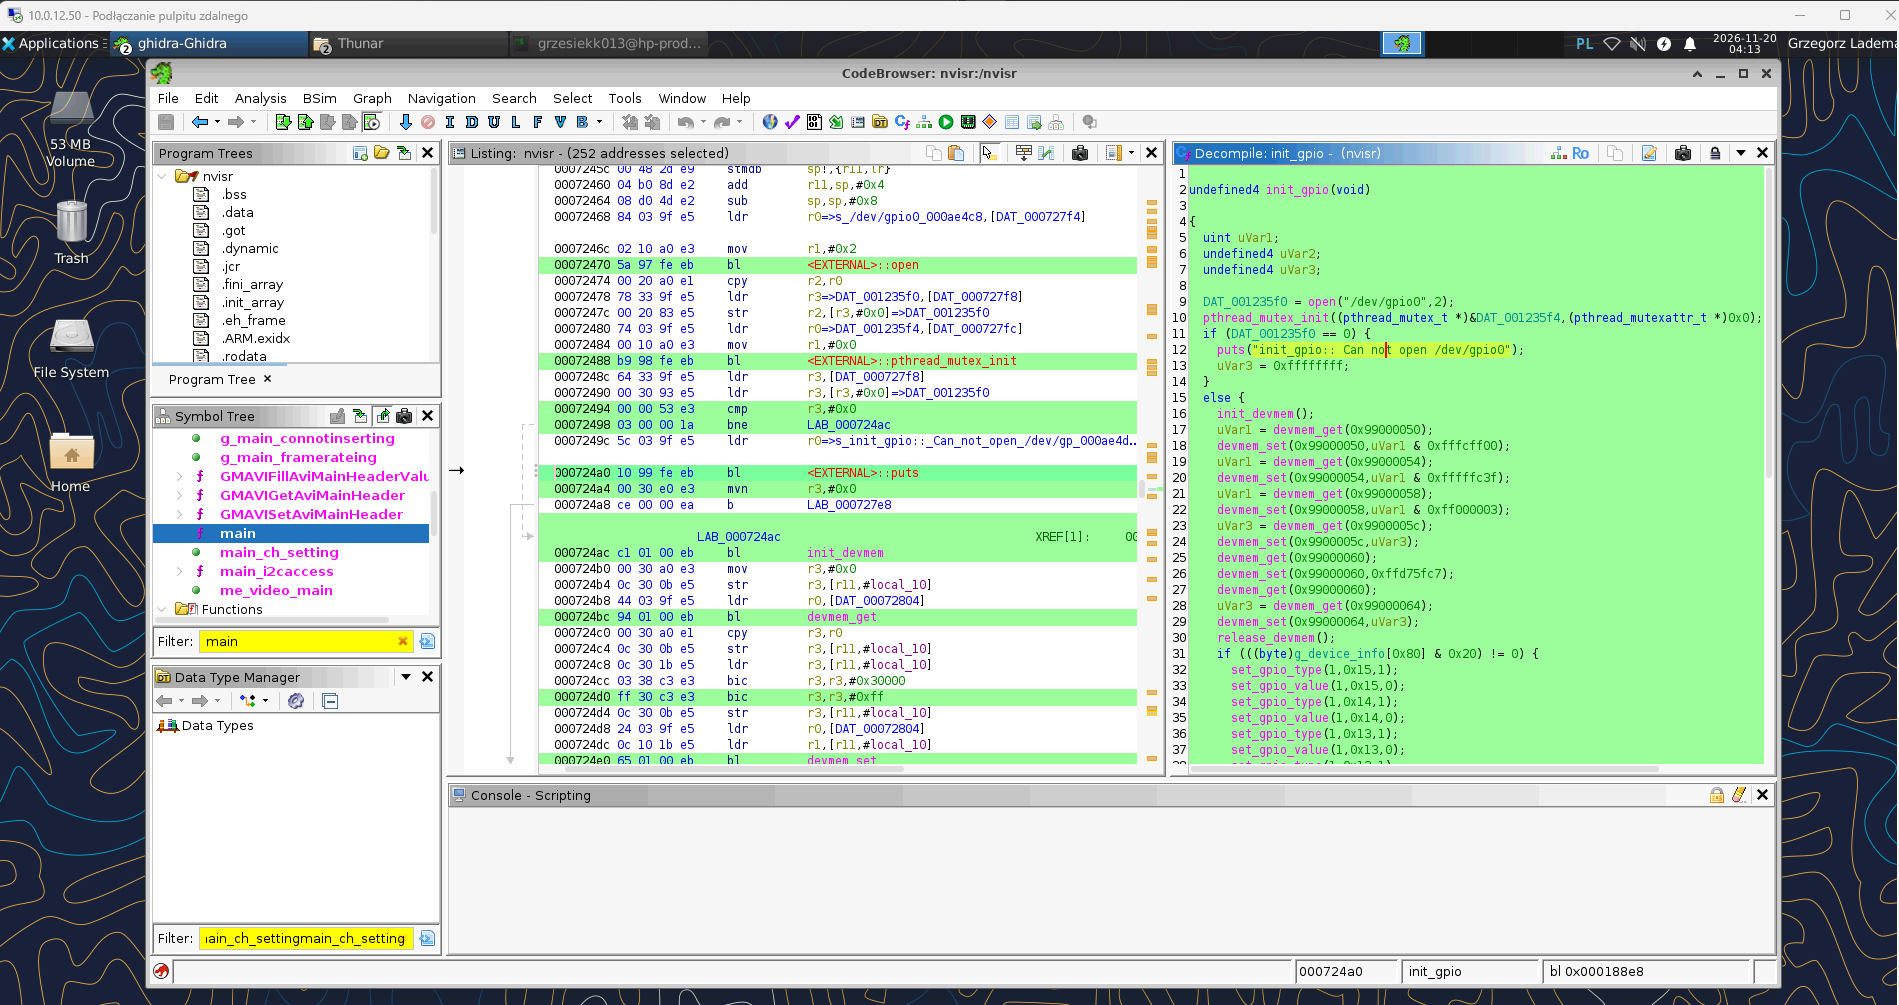 10.0.12.50 - Podłączanie pulpitu zdalnego
Applications
ghidra-Ghidra
Thunar
grzesiekk013@hp-prod...
PL
2026-11-20
04:13
Grzegorz Ladema
53 MB
Volume
Trash
File System
Home
CodeBrowser: nvisr:/nvisr
File Edit Analysis BSim Graph Navigation Search Select Tools Window Help
I D U L F V B
Program Trees
nvisr
.bss
.data
.got
.dynamic
.jcr
.fini_array
.init_array
.eh_frame
.ARM.exidx
.rodata
Program Tree ×
Symbol Tree
g_main_connotinserting
g_main_framerateing
GMAVIFillAviMainHeaderValu
GMAVIGetAviMainHeader
GMAVISetAviMainHeader
main
main_ch_setting
main_i2caccess
me_video_main
Functions
Filter: main
Data Type Manager
Data Types
Filter: ain_ch_settingmain_ch_setting
Listing: nvisr - (252 addresses selected)
0007245c 00 48 2d e9 stmdb sp!,{r11,lr}
00072460 04 b0 8d e2 add r11,sp,#0x4
00072464 08 d0 4d e2 sub sp,sp,#0x8
00072468 84 03 9f e5 ldr r0=>s_/dev/gpio0_000ae4c8,[DAT_000727f4]
0007246c 02 10 a0 e3 mov r1,#0x2
00072470 5a 97 fe eb bl <EXTERNAL>::open
00072474 00 20 a0 e1 cpy r2,r0
00072478 78 33 9f e5 ldr r3=>DAT_001235f0,[DAT_000727f8]
0007247c 00 20 83 e5 str r2,[r3,#0x0]=>DAT_001235f0
00072480 74 03 9f e5 ldr r0=>DAT_001235f4,[DAT_000727fc]
00072484 00 10 a0 e3 mov r1,#0x0
00072488 b9 98 fe eb bl <EXTERNAL>::pthread_mutex_init
0007248c 64 33 9f e5 ldr r3,[DAT_000727f8]
00072490 00 30 93 e5 ldr r3,[r3,#0x0]=>DAT_001235f0
00072494 00 00 53 e3 cmp r3,#0x0
00072498 03 00 00 1a bne LAB_000724ac
0007249c 5c 03 9f e5 ldr r0=>s_init_gpio::_Can_not_open_/dev/gp_000ae4d..
000724a0 10 99 fe eb bl <EXTERNAL>::puts
000724a4 00 30 e0 e3 mvn r3,#0x0
000724a8 ce 00 00 ea b LAB_000727e8
LAB_000724ac XREF[1]: 00
000724ac c1 01 00 eb bl init_devmem
000724b0 00 30 a0 e3 mov r3,#0x0
000724b4 0c 30 0b e5 str r3,[r11,#local_10]
000724b8 44 03 9f e5 ldr r0,[DAT_00072804]
000724bc 94 01 00 eb bl devmem_get
000724c0 00 30 a0 e1 cpy r3,r0
000724c4 0c 30 0b e5 str r3,[r11,#local_10]
000724c8 0c 30 1b e5 ldr r3,[r11,#local_10]
000724cc 03 38 c3 e3 bic r3,r3,#0x30000
000724d0 ff 30 c3 e3 bic r3,r3,#0xff
000724d4 0c 30 0b e5 str r3,[r11,#local_10]
000724d8 24 03 9f e5 ldr r0,[DAT_00072804]
000724dc 0c 10 1b e5 ldr r1,[r11,#local_10]
000724e0 65 01 00 eb bl devmem_set
Decompile: init_gpio - (nvisr)
Ro
1
2 undefined4 init_gpio(void)
3
4 {
5 uint uVar1;
6 undefined4 uVar2;
7 undefined4 uVar3;
8
9 DAT_001235f0 = open("/dev/gpio0",2);
10 pthread_mutex_init((pthread_mutex_t *)&DAT_001235f4,(pthread_mutexattr_t *)0x0);
11 if (DAT_001235f0 == 0) {
12 puts("init_gpio:: Can not open /dev/gpio0");
13 uVar3 = 0xffffffff;
14 }
15 else {
16 init_devmem();
17 uVar1 = devmem_get(0x99000050);
18 devmem_set(0x99000050,uVar1 & 0xfffcff00);
19 uVar1 = devmem_get(0x99000054);
20 devmem_set(0x99000054,uVar1 & 0xfffffc3f);
21 uVar1 = devmem_get(0x99000058);
22 devmem_set(0x99000058,uVar1 & 0xff000003);
23 uVar3 = devmem_get(0x9900005c);
24 devmem_set(0x9900005c,uVar3);
25 devmem_get(0x99000060);
26 devmem_set(0x99000060,0xffd75fc7);
27 devmem_get(0x99000060);
28 uVar3 = devmem_get(0x99000064);
29 devmem_set(0x99000064,uVar3);
30 release_devmem();
31 if (((byte)g_device_info[0x80] & 0x20) != 0) {
32 set_gpio_type(1,0x15,1);
33 set_gpio_value(1,0x15,0);
34 set_gpio_type(1,0x14,1);
35 set_gpio_value(1,0x14,0);
36 set_gpio_type(1,0x13,1);
37 set_gpio_value(1,0x13,0);
Console - Scripting
000724a0
init_gpio
bl 0x000188e8